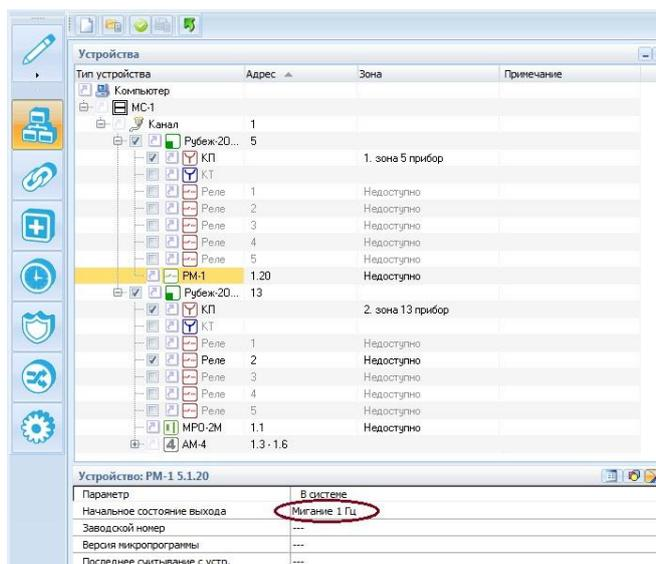 Устройства
Тип устройства Адрес Зона Примечание
Компьютер
МС-1
Канал 1
Рубеж-20... 5
КП 1. зона 5 прибор
КТ
Реле 1 Недоступно
Реле 2 Недоступно
Реле 3 Недоступно
Реле 4 Недоступно
Реле 5 Недоступно
РМ-1 1.20 Недоступно
Рубеж-20... 13
КП 2. зона 13 прибор
КТ
Реле 1 Недоступно
Реле 2 Недоступно
Реле 3 Недоступно
Реле 4 Недоступно
Реле 5 Недоступно
МРО-2М 1.1 Недоступно
4 АМ-4 1.3 - 1.6
Устройство: РМ-1 5.1.20
Параметр В системе
Начальное состояние выхода Мигание 1 Гц
Заводской номер ---
Версия микропрограммы ---
Последнее считывание с устр. ---